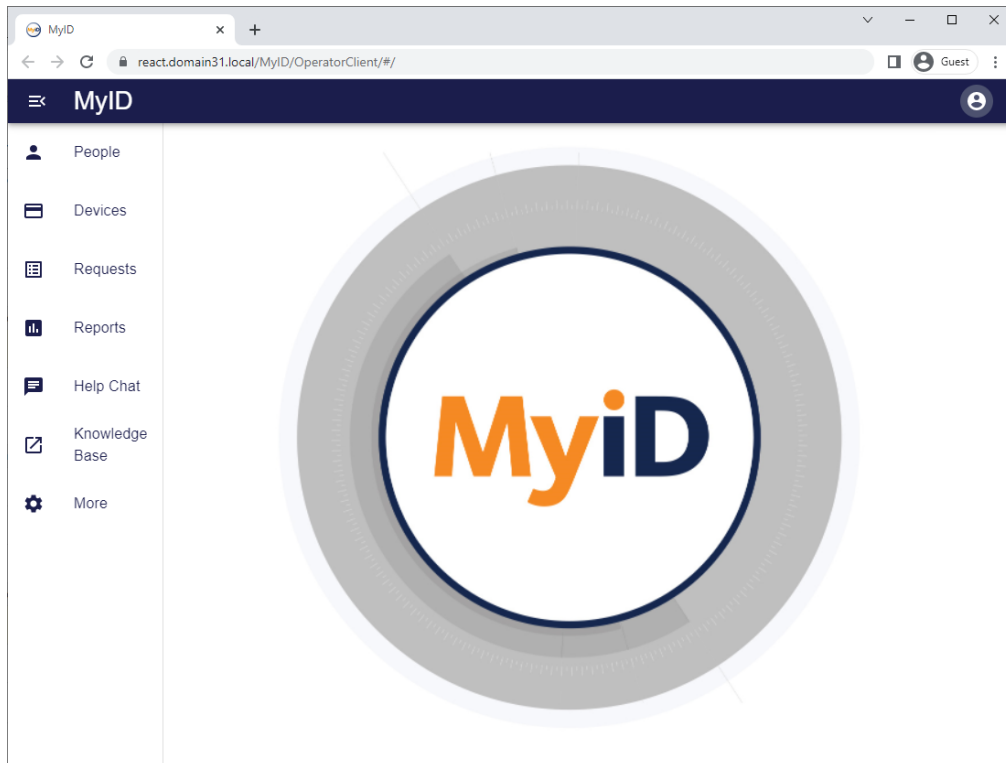 MyID
react.domain31.local/MyID/OperatorClient/#/
Guest
MyID
People
Devices
Requests
Reports
Help Chat
Knowledge
Base
More
MyiD